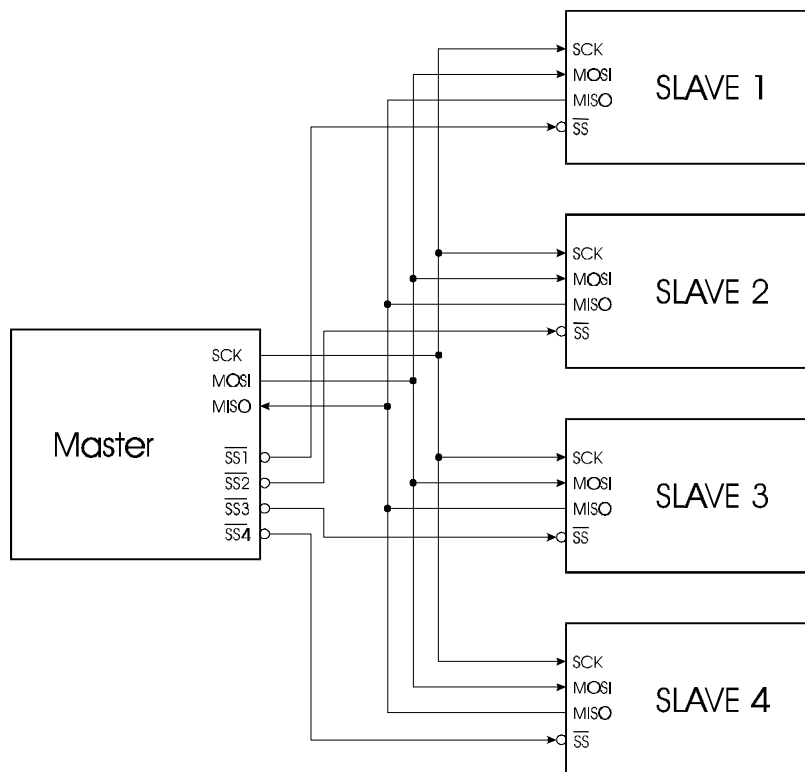 SCK
MOSI
MISO
SS
SLAVE 1
SCK
MOSI
MISO
SS
SLAVE 2
Master
SCK
MOSI
MISO
SS1
SS2
SS3
SS4
SCK
MOSI
MISO
SS
SLAVE 3
SCK
MOSI
MISO
SS
SLAVE 4